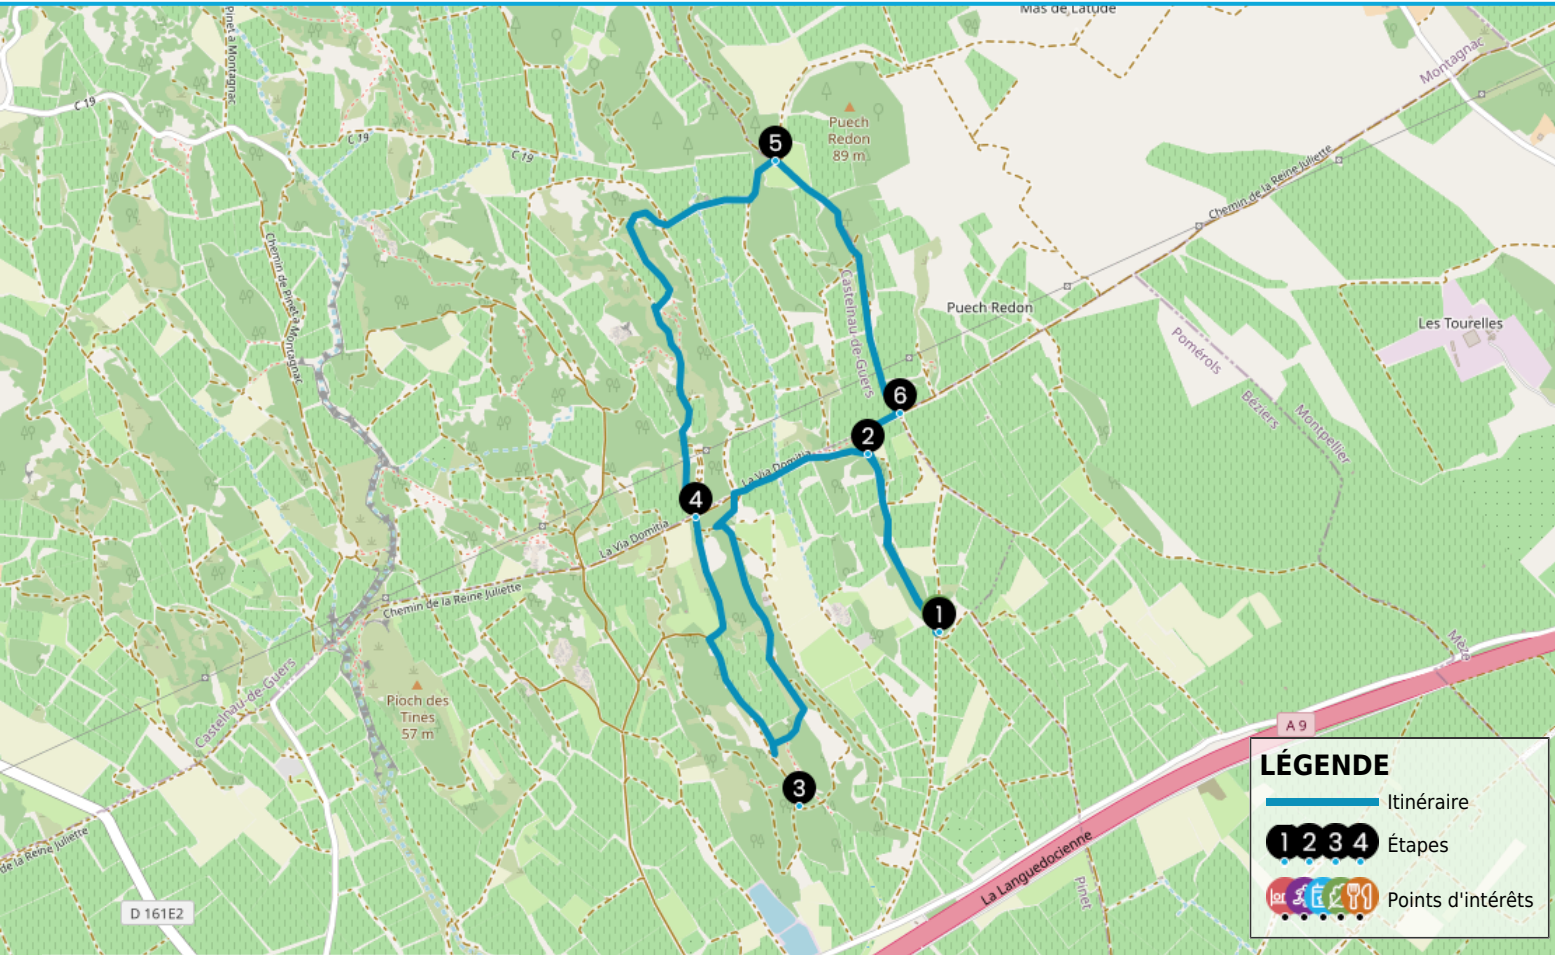 Mas de Latude
Pinet à Montagnac
Montagnac
C 19
C 19
C 19
Puech
Redon
89 m
5
Chemin de la Reine Juliette
Chemin de Pinet à Montagnac
Castelnau-de-Guers
Puech Redon
Les Tourelles
Pomérols
Béziers
Montpellier
6
2
La Via Domitia
4
La Via Domitia
Chemin de la Reine Juliette
1
Mèze
Castelnau-de-Guers
Pioch des
Tines
57 m
3
A 9
La Languedocienne
Pinet
de la Reine Juliette
D 161E2
LÉGENDE
Itinéraire
1 2 3 4 Étapes
Points d'intérêts